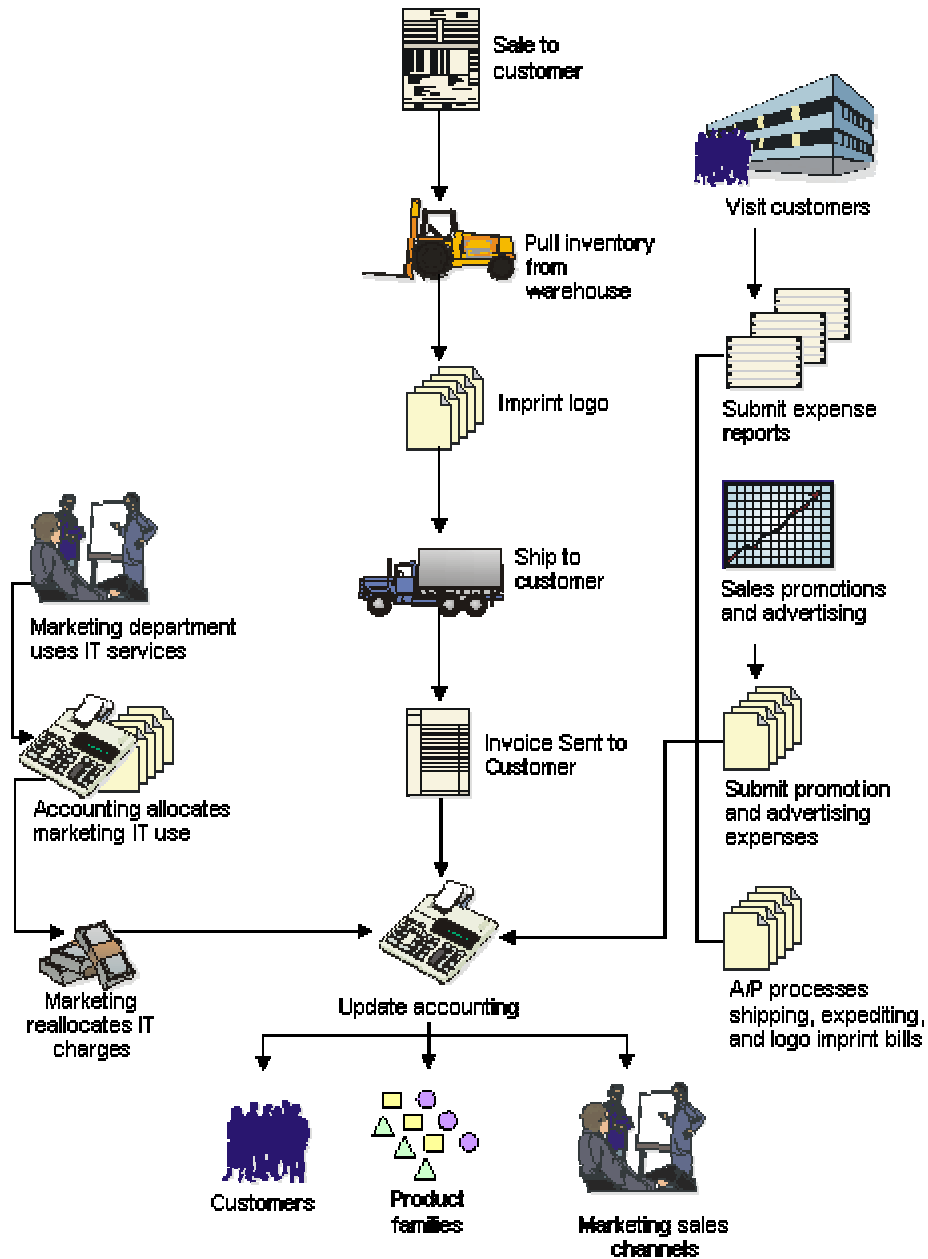 Sale to
customer
Visit customers
Pull inventory
from
warehouse
Imprint logo
Submit expense
reports
Ship to
customer
Sales promotions
and advertising
Marketing department
uses IT services
Invoice Sent to
Customer
Submit promotion
and advertising
expenses
Accounting allocates
marketing IT use
Marketing
reallocates IT
charges
Update accounting
A/P processes
shipping, expediting,
and logo imprint bills
Customers
Product
families
Marketing sales
channels